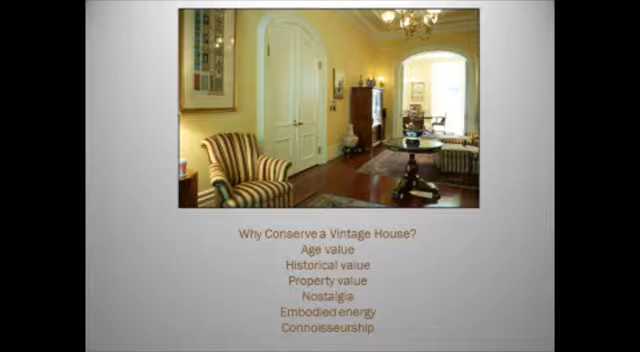 Why Conserve a Vintage House?
Age value
Historical value
Property value
Nostalgia
Embodied energy
Connoisseurship